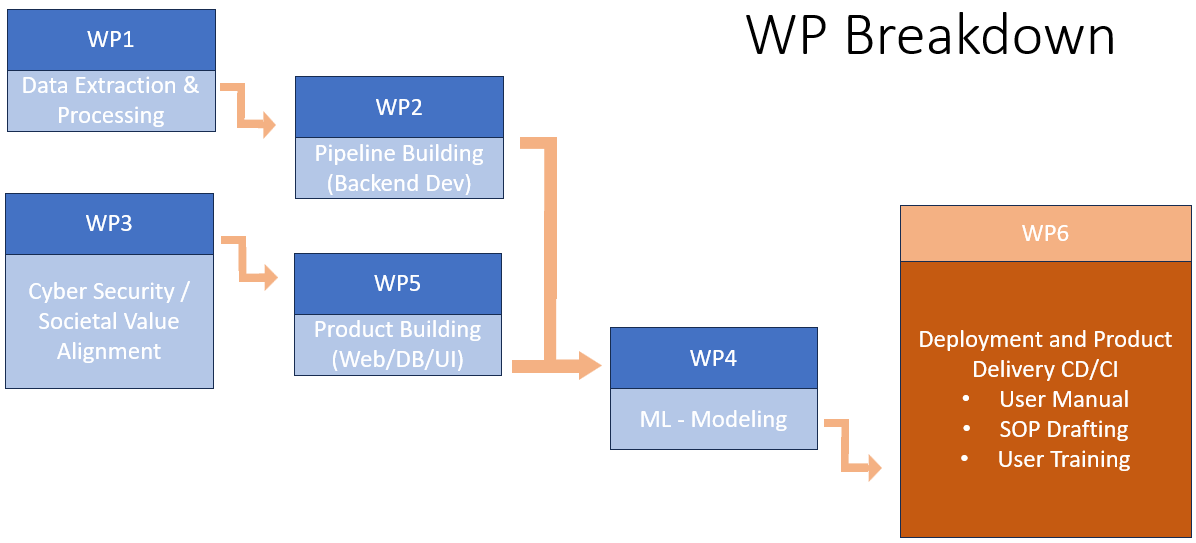 WP Breakdown
WP1
Data Extraction &
Processing
WP2
Pipeline Building
(Backend Dev)
WP3
Cyber Security /
Societal Value
Alignment
WP5
Product Building
(Web/DB/UI)
WP4
ML - Modeling
WP6
Deployment and Product
Delivery CD/CI
• User Manual
• SOP Drafting
• User Training